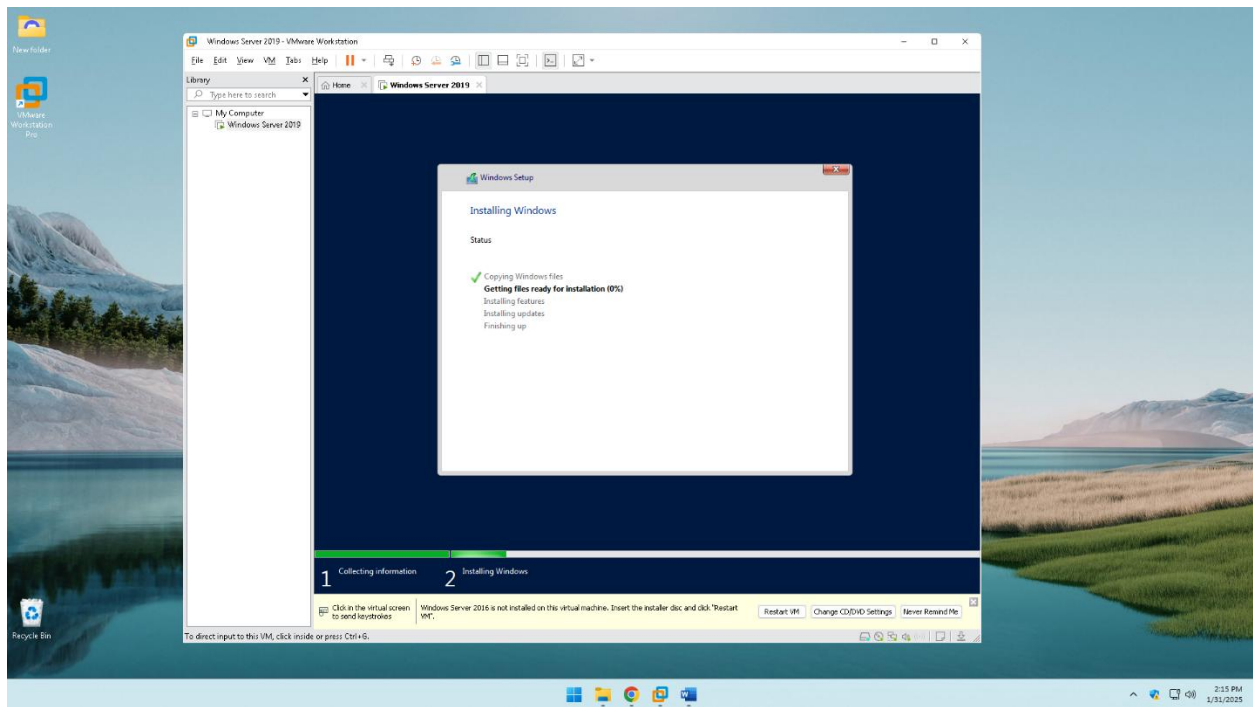 New folder
VMware
Workstation
Pro
Recycle Bin
Windows Server 2019 - VMware Workstation
File Edit View VM Tabs Help
Library
Type here to search
My Computer
Windows Server 2019
Home
Windows Server 2019
Windows Setup
Installing Windows
Status
Copying Windows files
Getting files ready for installation (0%)
Installing features
Installing updates
Finishing up
1 Collecting information
2 Installing Windows
Click in the virtual screen
to send keystrokes
Windows Server 2016 is not installed on this virtual machine. Insert the installer disc and click "Restart
VM".
Restart VM
Change CD/DVD Settings
Never Remind Me
To direct input to this VM, click inside or press Ctrl+G.
2:15 PM
1/31/2025